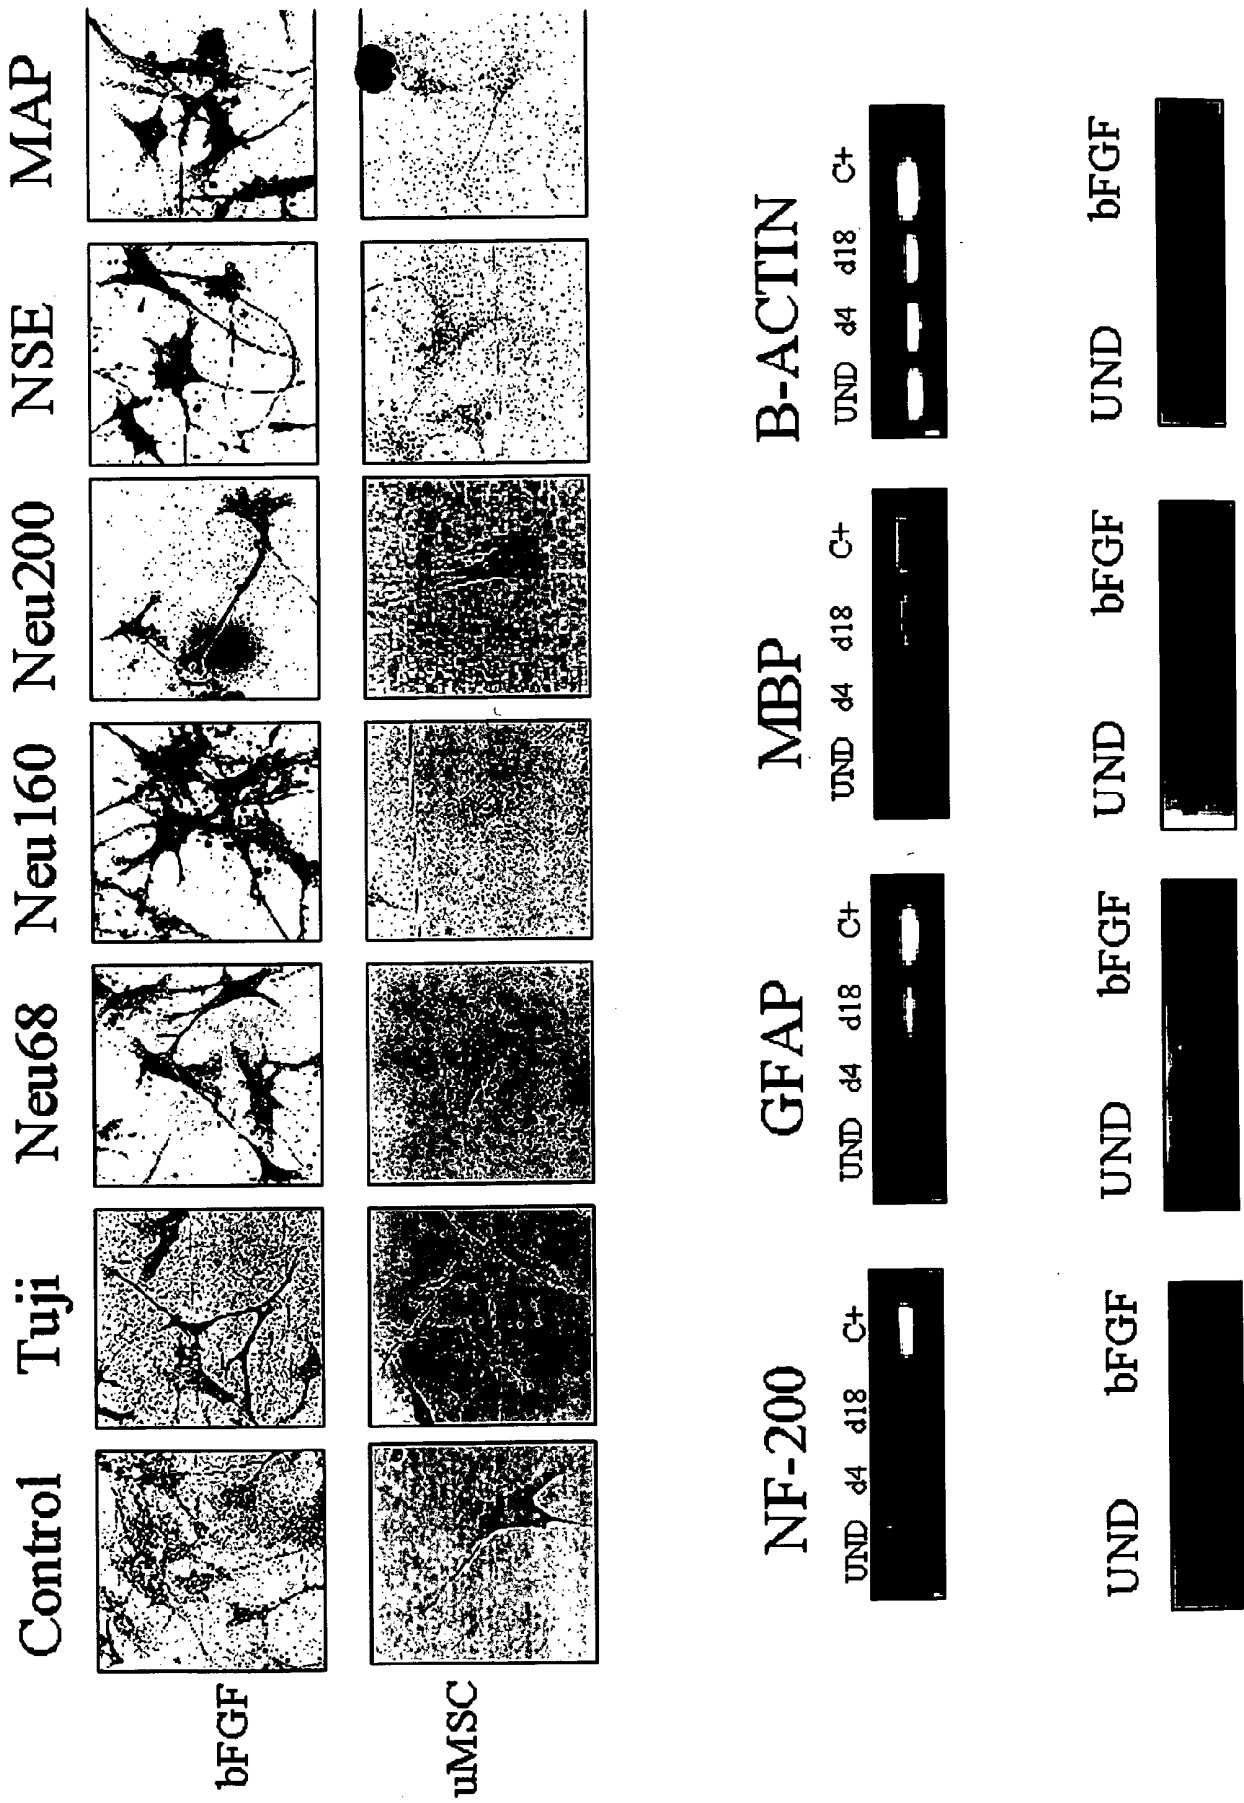 Control Tuji Neu68 Neu160 Neu200 NSE MAP
bFGF
uMSC
NF-200 GFAP MBP B-ACTIN
UND d4 d18 C+ UND d4 d18 C+ UND d4 d18 C+ UND d4 d18 C+
UND bFGF UND bFGF UND bFGF UND bFGF